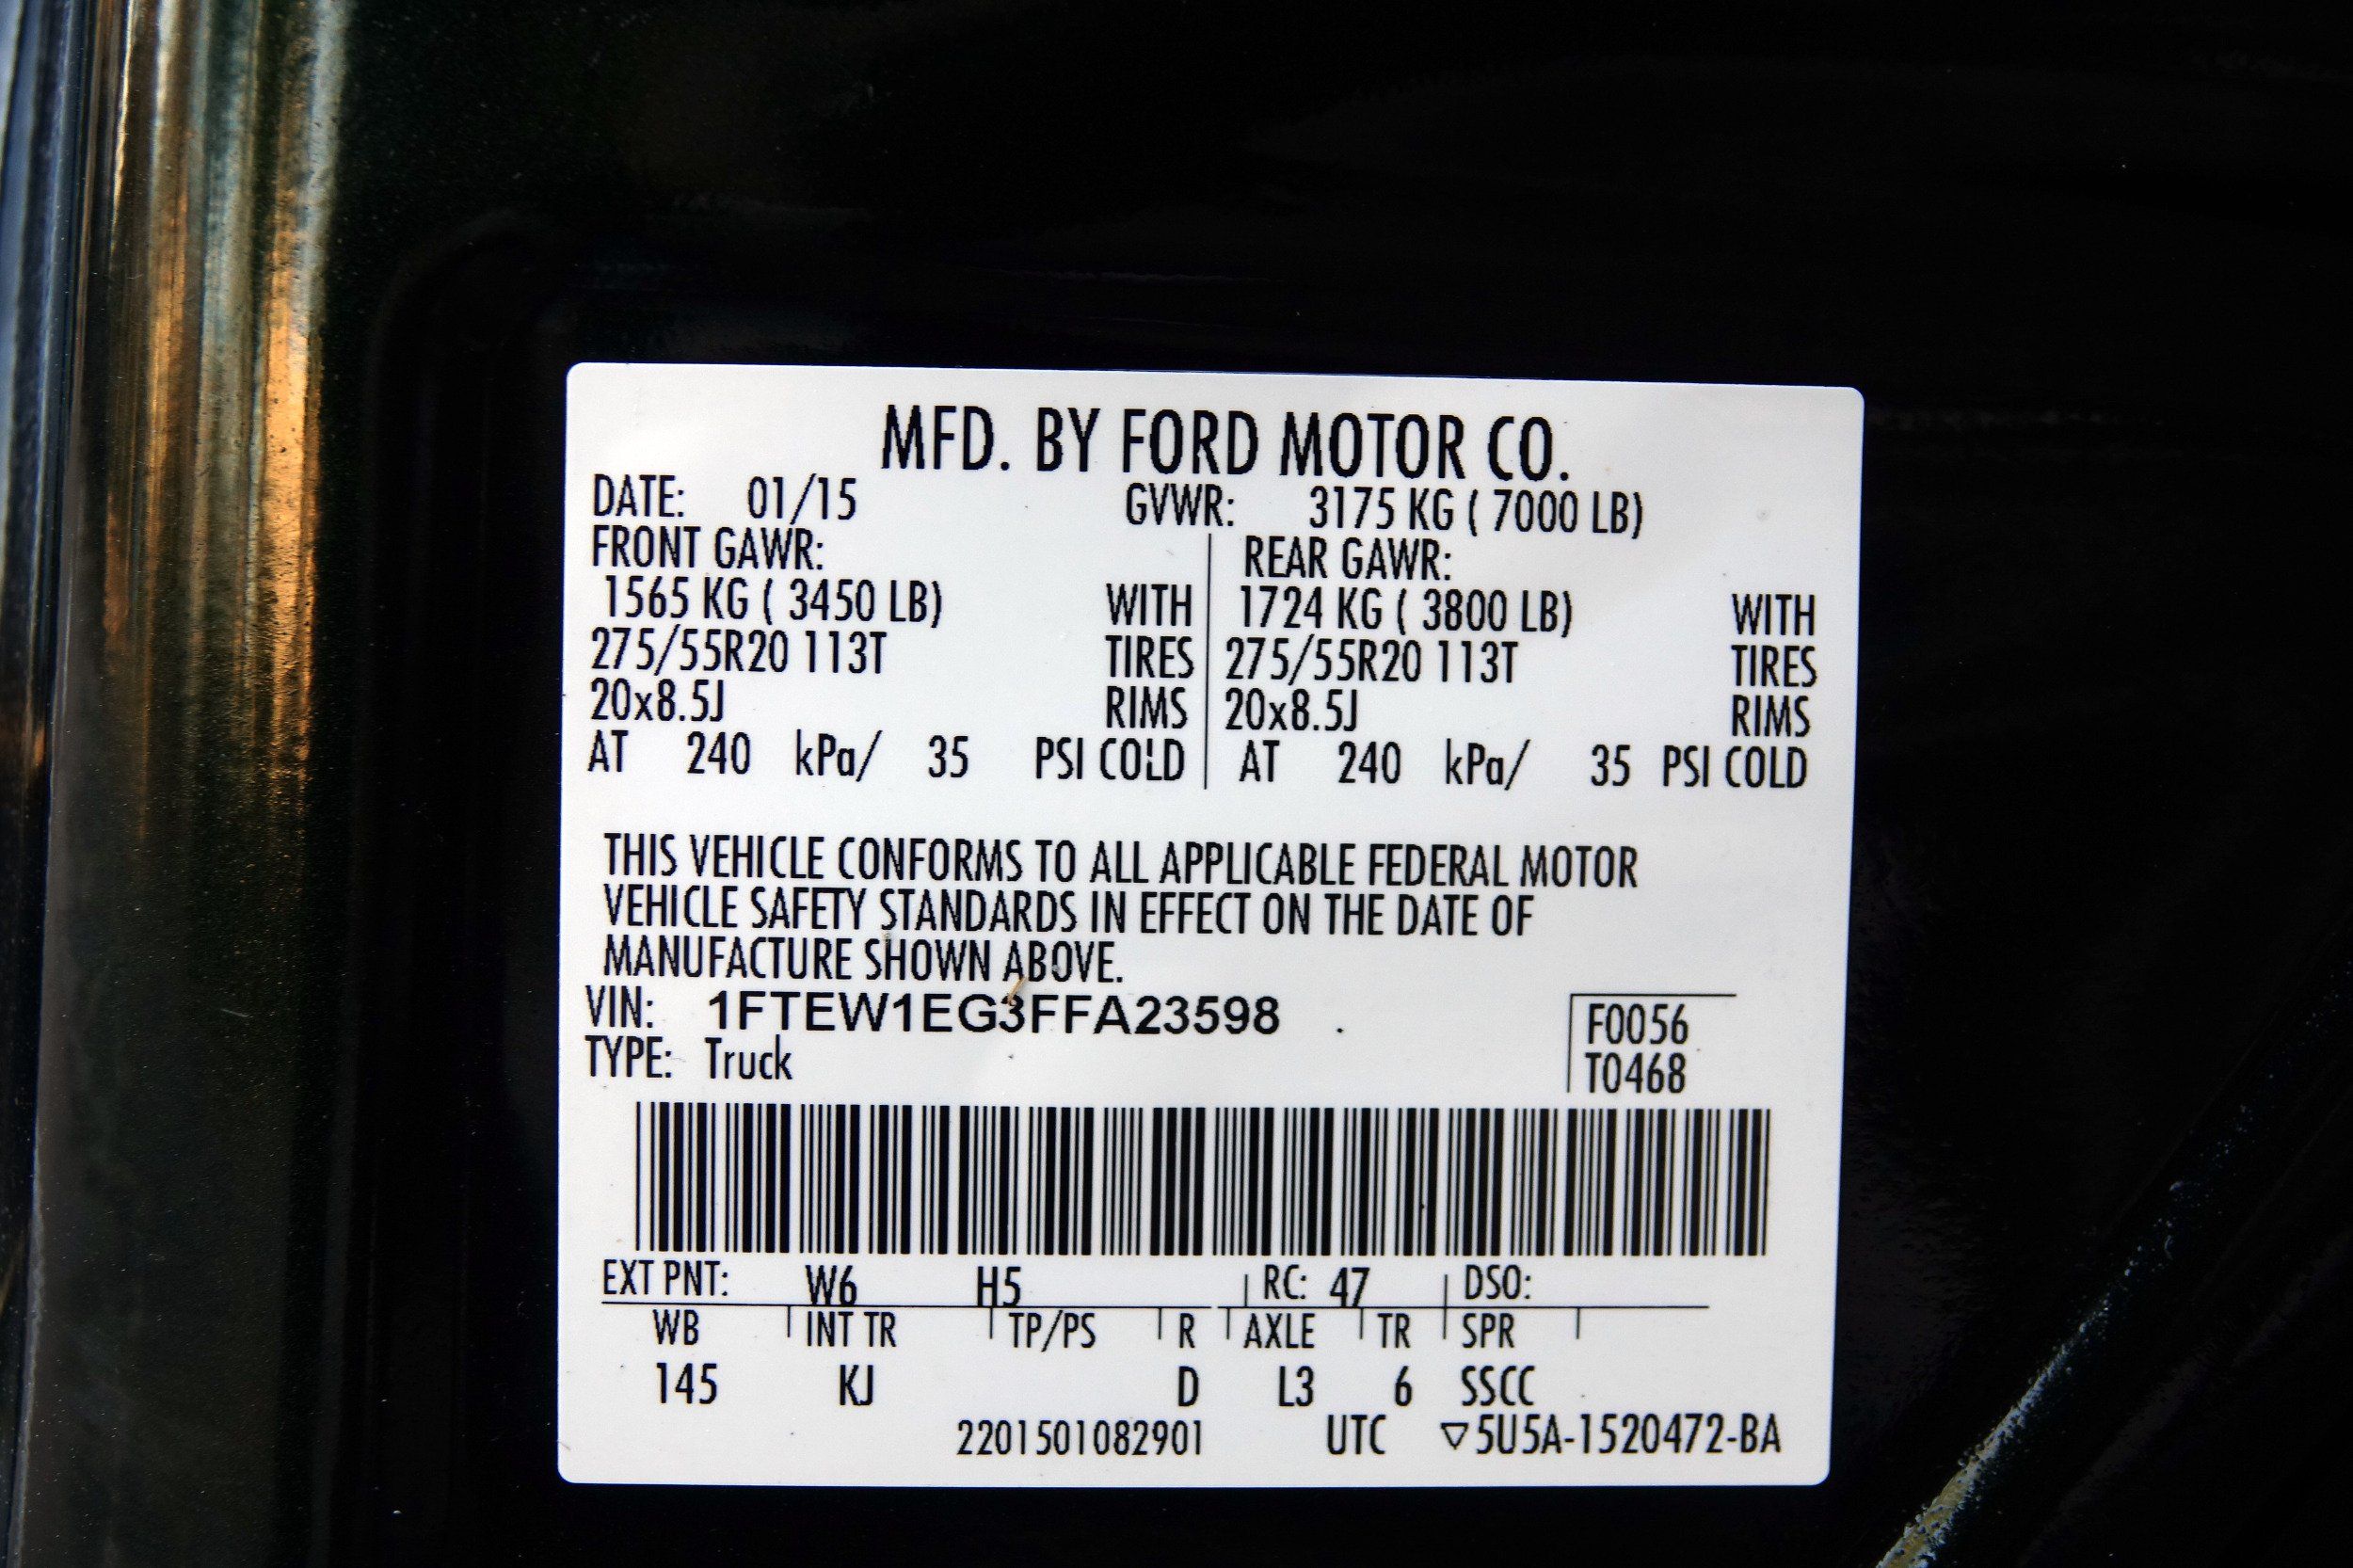 MFD. BY FORD MOTOR CO.
DATE: 01/15 GVWR: 3175 KG ( 7000 LB)
FRONT GAWR: REAR GAWR:
1565 KG ( 3450 LB) WITH 1724 KG ( 3800 LB) WITH
275/55R20 113T TIRES 275/55R20 113T TIRES
20x8.5J RIMS 20x8.5J RIMS
AT 240 kPa/ 35 PSI COLD AT 240 kPa/ 35 PSI COLD
THIS VEHICLE CONFORMS TO ALL APPLICABLE FEDERAL MOTOR
VEHICLE SAFETY STANDARDS IN EFFECT ON THE DATE OF
MANUFACTURE SHOWN ABOVE.
VIN: 1FTEW1EG3FFA23598 F0056
TYPE: Truck T0468
EXT PNT: W6 H5 RC: 47 DSO:
WB INT TR TP/PS R AXLE TR SPR
145 KJ D L3 6 SSCC
2201501082901 UTC ▽5U5A-1520472-BA